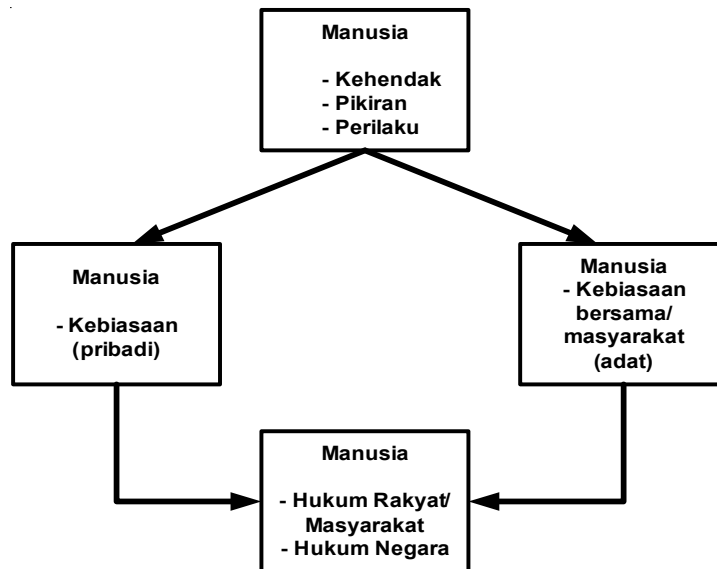 Manusia
- Kehendak
- Pikiran
- Perilaku
Manusia
- Kebiasaan
(pribadi)
Manusia
- Kebiasaan
bersama/
masyarakat
(adat)
Manusia
- Hukum Rakyat/
Masyarakat
- Hukum Negara